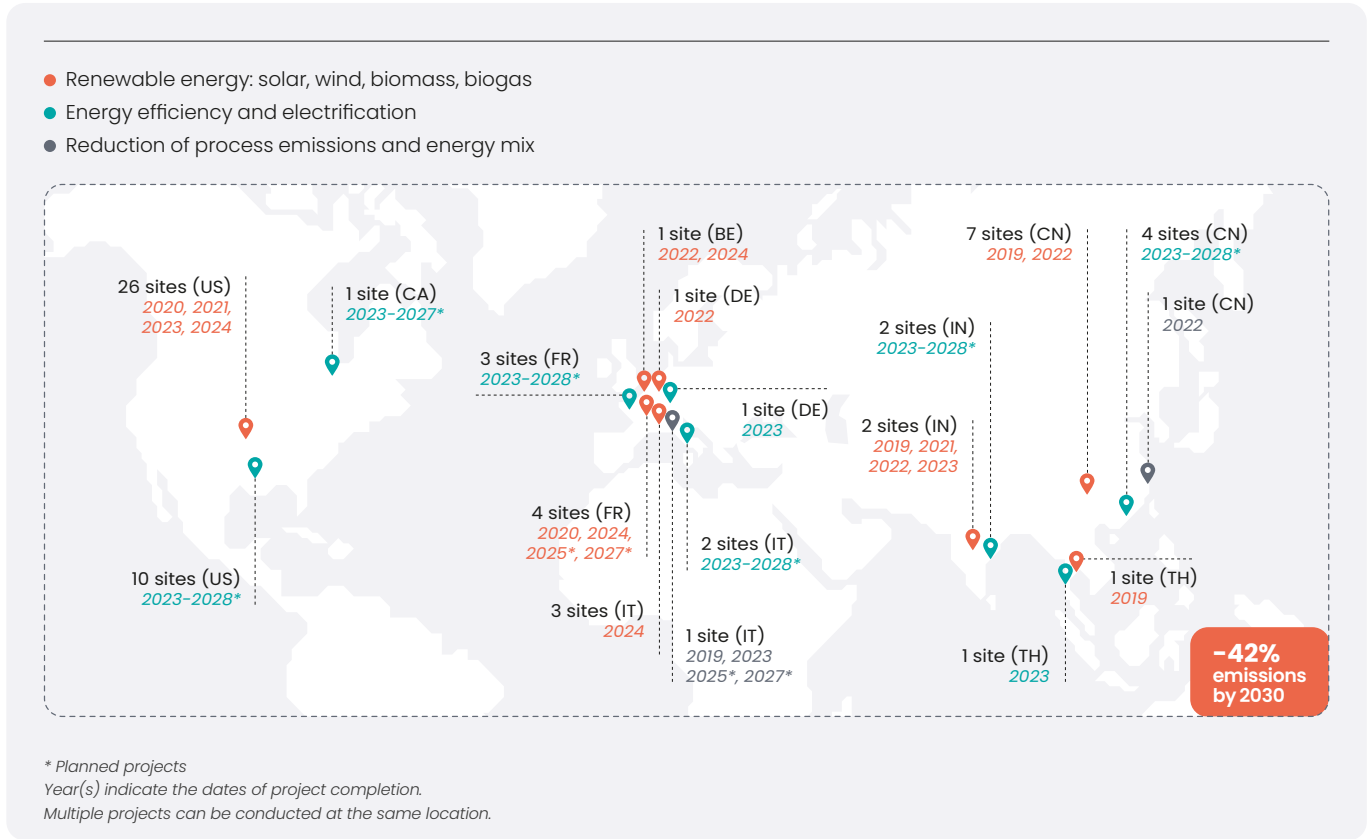 Renewable energy: solar, wind, biomass, biogas
Energy efficiency and electrification
Reduction of process emissions and energy mix
26 sites (US)
2020, 2021,
2023, 2024
1 site (CA)
2023-2027*
10 sites (US)
2023-2028*
3 sites (FR)
2023-2028*
1 site (BE)
2022, 2024
1 site (DE)
2022
1 site (DE)
2023
4 sites (FR)
2020, 2024,
2025*, 2027*
3 sites (IT)
2024
2 sites (IT)
2023-2028*
1 site (IT)
2019, 2023
2025*, 2027*
7 sites (CN)
2019, 2022
4 sites (CN)
2023-2028*
1 site (CN)
2022
2 sites (IN)
2023-2028*
2 sites (IN)
2019, 2021,
2022, 2023
1 site (TH)
2019
1 site (TH)
2023
-42%
emissions
by 2030
* Planned projects
Year(s) indicate the dates of project completion.
Multiple projects can be conducted at the same location.